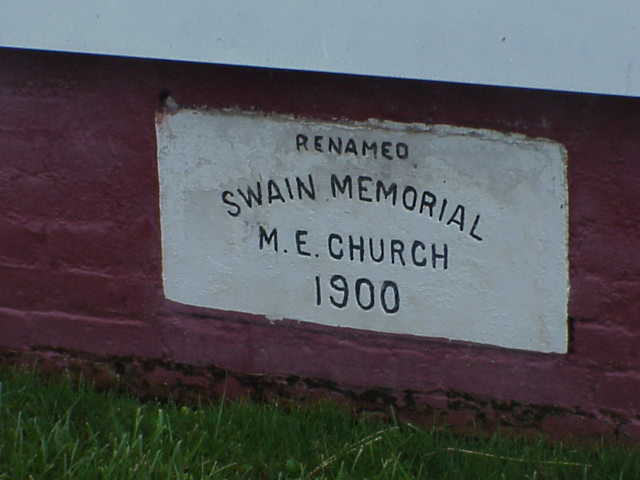 RENAMED
SWAIN MEMORIAL
M.E. CHURCH
1900